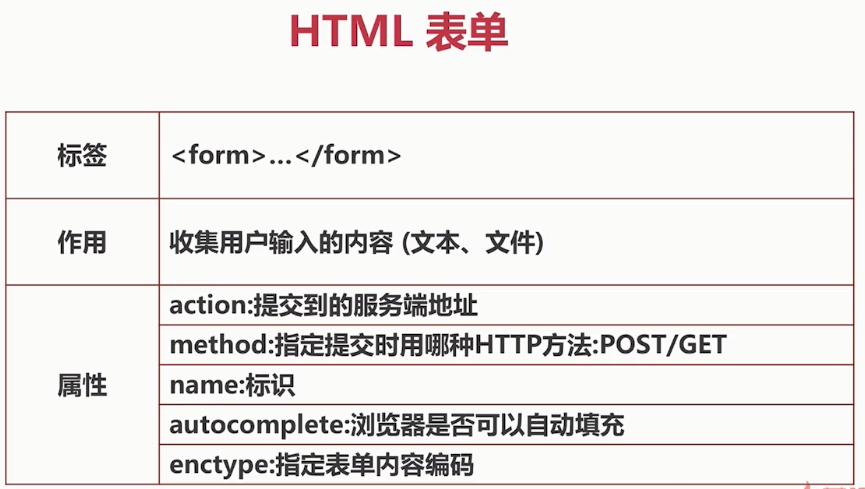 HTML 表单
标签
<form>...</form>
作用
收集用户输入的内容 (文本、文件)
属性
action:提交到的服务端地址
method:指定提交时用哪种HTTP方法:POST/GET
name:标识
autocomplete:浏览器是否可以自动填充
enctype:指定表单内容编码